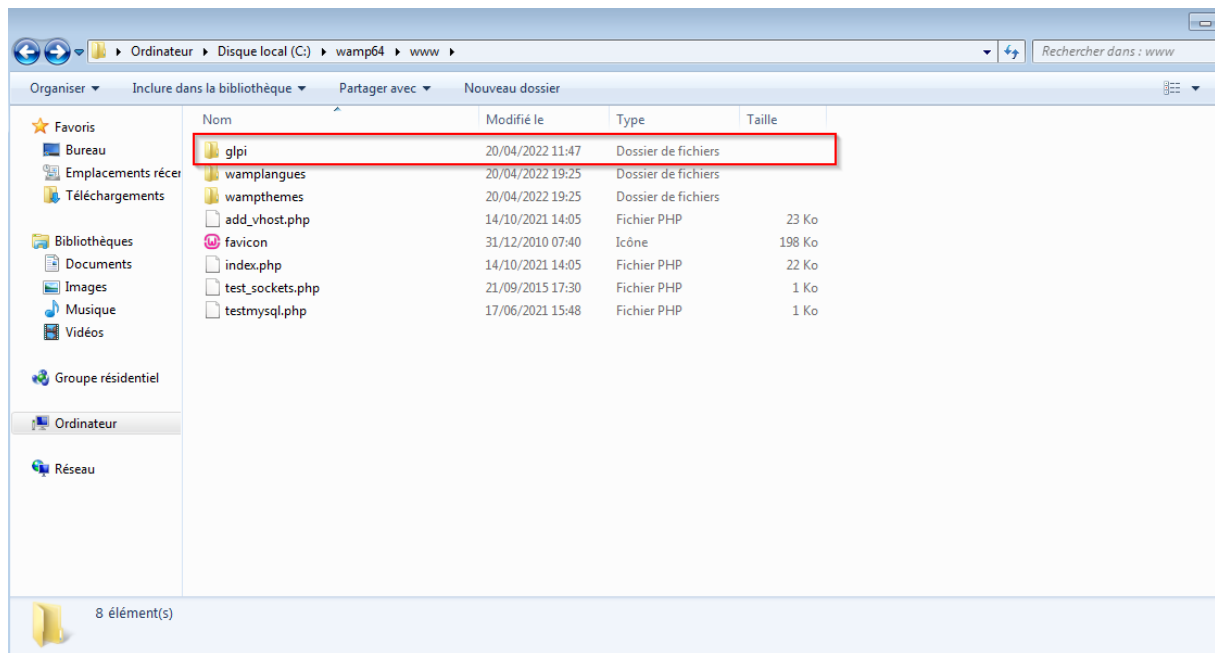 Ordinateur ▸ Disque local (C:) ▸ wamp64 ▸ www ▸
Rechercher dans : www
Organiser Inclure dans la bibliothèque Partager avec Nouveau dossier
Nom Modifié le Type Taille
Favoris
Bureau
Emplacements récer
Téléchargements
Bibliothèques
Documents
Images
Musique
Vidéos
Groupe résidentiel
Ordinateur
Réseau
glpi 20/04/2022 11:47 Dossier de fichiers
wamplangues 20/04/2022 19:25 Dossier de fichiers
wampthemes 20/04/2022 19:25 Dossier de fichiers
add_vhost.php 14/10/2021 14:05 Fichier PHP 23 Ko
favicon 31/12/2010 07:40 Icône 198 Ko
index.php 14/10/2021 14:05 Fichier PHP 22 Ko
test_sockets.php 21/09/2015 17:30 Fichier PHP 1 Ko
testmysql.php 17/06/2021 15:48 Fichier PHP 1 Ko
8 élément(s)